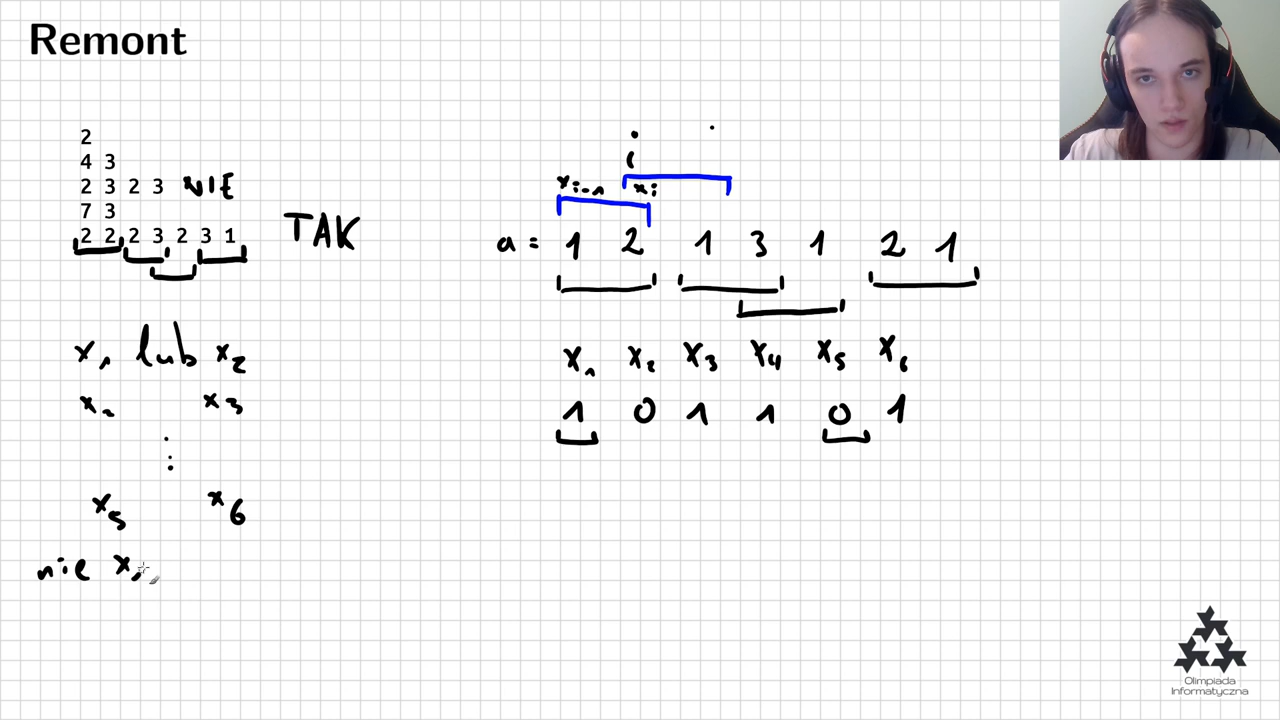 Remont
2
4 3
2 3 2 3 NIE
7 3
2 2 2 3 2 3 1 TAK
x₁ lub x₂
x₂ x₃
:
x₅ x₆
nie x
i
xᵢ₋₁ xᵢ
a = 1 2 1 3 1 2 1
x₁ x₂ x₃ x₄ x₅ x₆
1 0 1 1 0 1
Olimpiada
Informatyczna